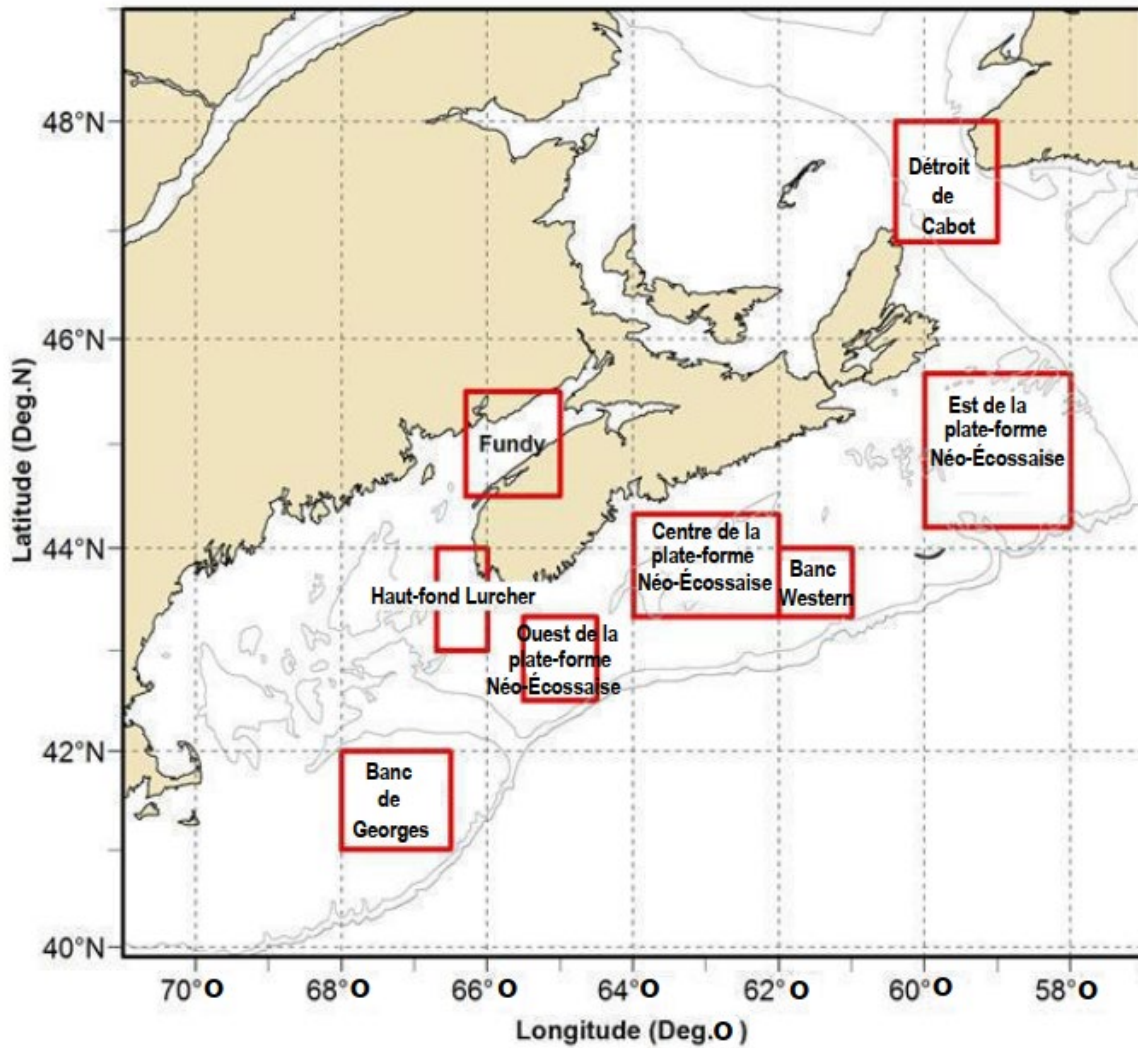 48°N
Détroit
de
Cabot
46°N
Latitude (Deg.N)
Est de la
plate-forme
Néo-Écossaise
Fundy
44°N
Centre de la
plate-forme
Néo-Écossaise
Banc
Western
Haut-fond Lurcher
Ouest de la
plate-forme
Néo-Écossaise
42°N
Banc
de
Georges
40°N
70°O 68°O 66°O 64°O 62°O 60°O 58°O
Longitude (Deg.O )